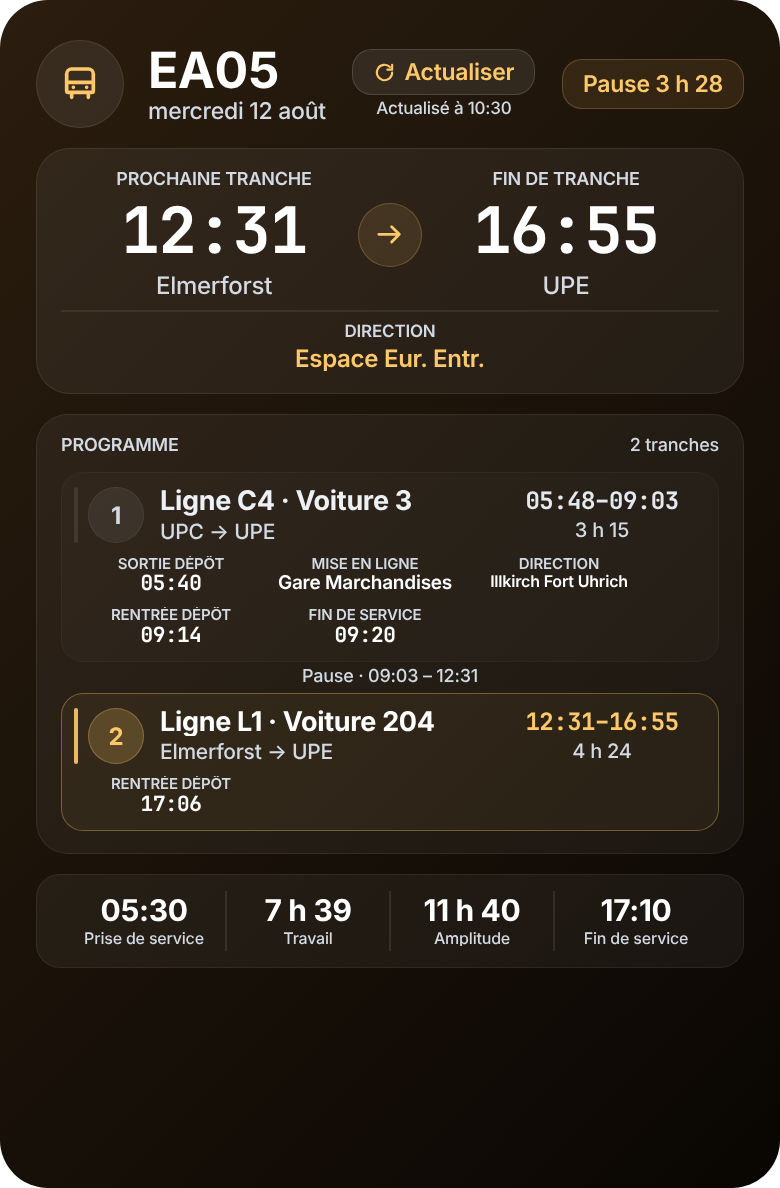 EA05
mercredi 12 août
Actualiser
Actualisé à 10:30
Pause 3 h 28
PROCHAINE TRANCHE
12:31
Elmerforst
→
FIN DE TRANCHE
16:55
UPE
DIRECTION
Espace Eur. Entr.
PROGRAMME
2 tranches
1
Ligne C4 · Voiture 3
05:48–09:03
UPC → UPE
3 h 15
SORTIE DÉPÔT
05:40
MISE EN LIGNE
Gare Marchandises
DIRECTION
Illkirch Fort Uhrich
RENTRÉE DÉPÔT
09:14
FIN DE SERVICE
09:20
Pause · 09:03 – 12:31
2
Ligne L1 · Voiture 204
12:31–16:55
Elmerforst → UPE
4 h 24
RENTRÉE DÉPÔT
17:06
05:30
Prise de service
7 h 39
Travail
11 h 40
Amplitude
17:10
Fin de service